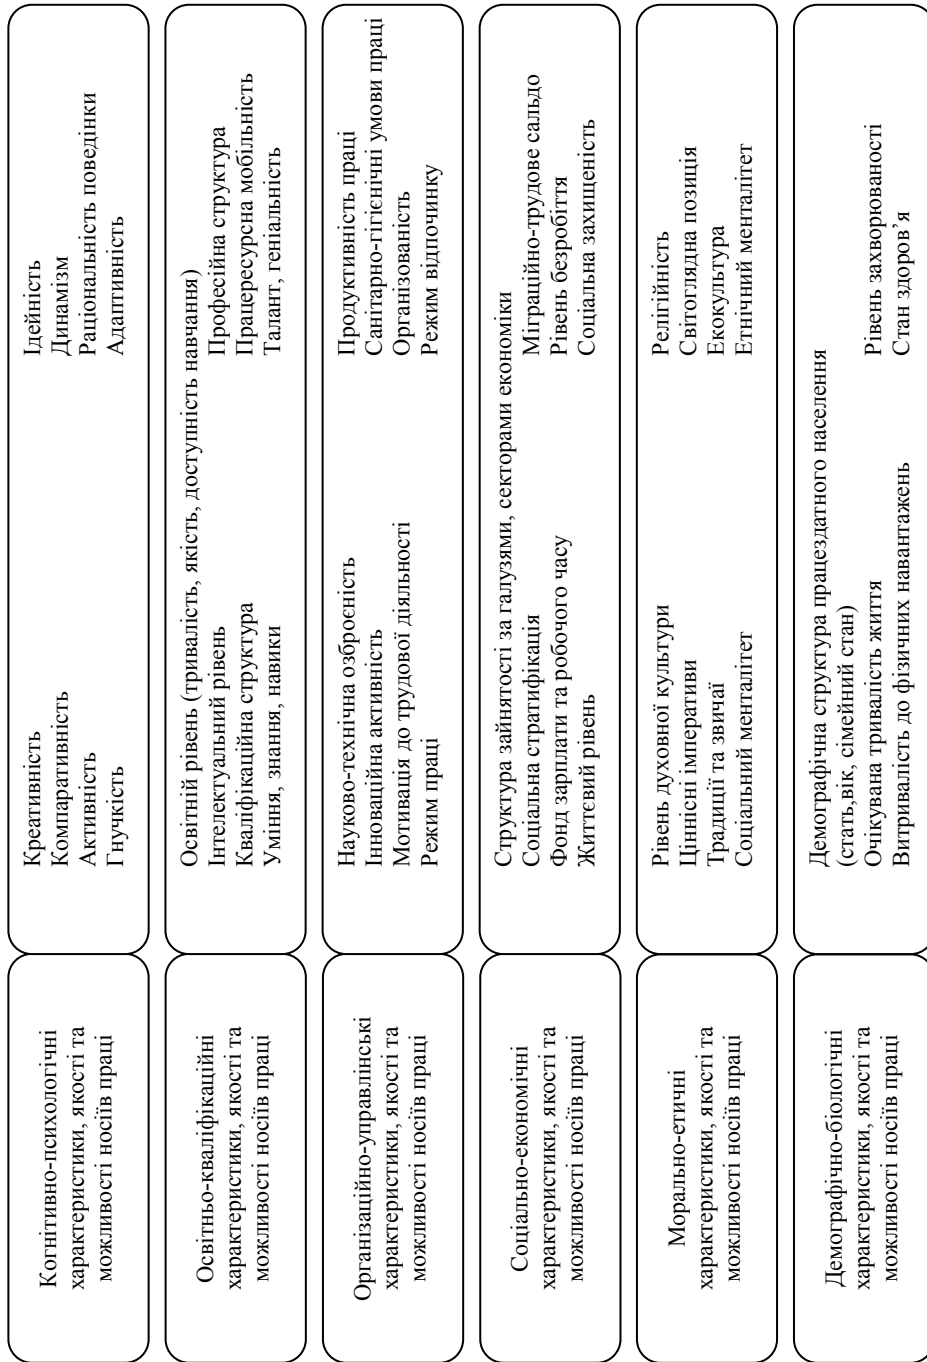 Когнітивно-психологічні
характеристики, якості та
можливості носіїв праці
Креативність
Компаративність
Активність
Гнучкість
Ідейність
Динамізм
Раціональність поведінки
Адаптивність
Освітньо-кваліфікаційні
характеристики, якості та
можливості носіїв праці
Освітній рівень (тривалість, якість, доступність навчання)
Інтелектуальний рівень
Кваліфікаційна структура
Уміння, знання, навики
Професійна структура
Працересурсна мобільність
Талант, геніальність
Організаційно-управлінські
характеристики, якості та
можливості носіїв праці
Науково-технічна озброєність
Інноваційна активність
Мотивація до трудової діяльності
Режим праці
Продуктивність праці
Санітарно-гігієнічні умови праці
Організованість
Режим відпочинку
Соціально-економічні
характеристики, якості та
можливості носіїв праці
Структура зайнятості за галузями, секторами економіки
Соціальна стратифікація
Фонд зарплати та робочого часу
Життєвий рівень
Міграційно-трудове сальдо
Рівень безробіття
Соціальна захищеність
Морально-етичні
характеристики, якості та
можливості носіїв праці
Рівень духовної культури
Ціннісні імперативи
Традиції та звичаї
Соціальний менталітет
Релігійність
Світоглядна позиція
Екокультура
Етнічний менталітет
Демографічно-біологічні
характеристики, якості та
можливості носіїв праці
Демографічна структура працездатного населення
(стать,вік, сімейний стан)
Очікувана тривалість життя
Витривалість до фізичних навантажень
Рівень захворюваності
Стан здоров’я